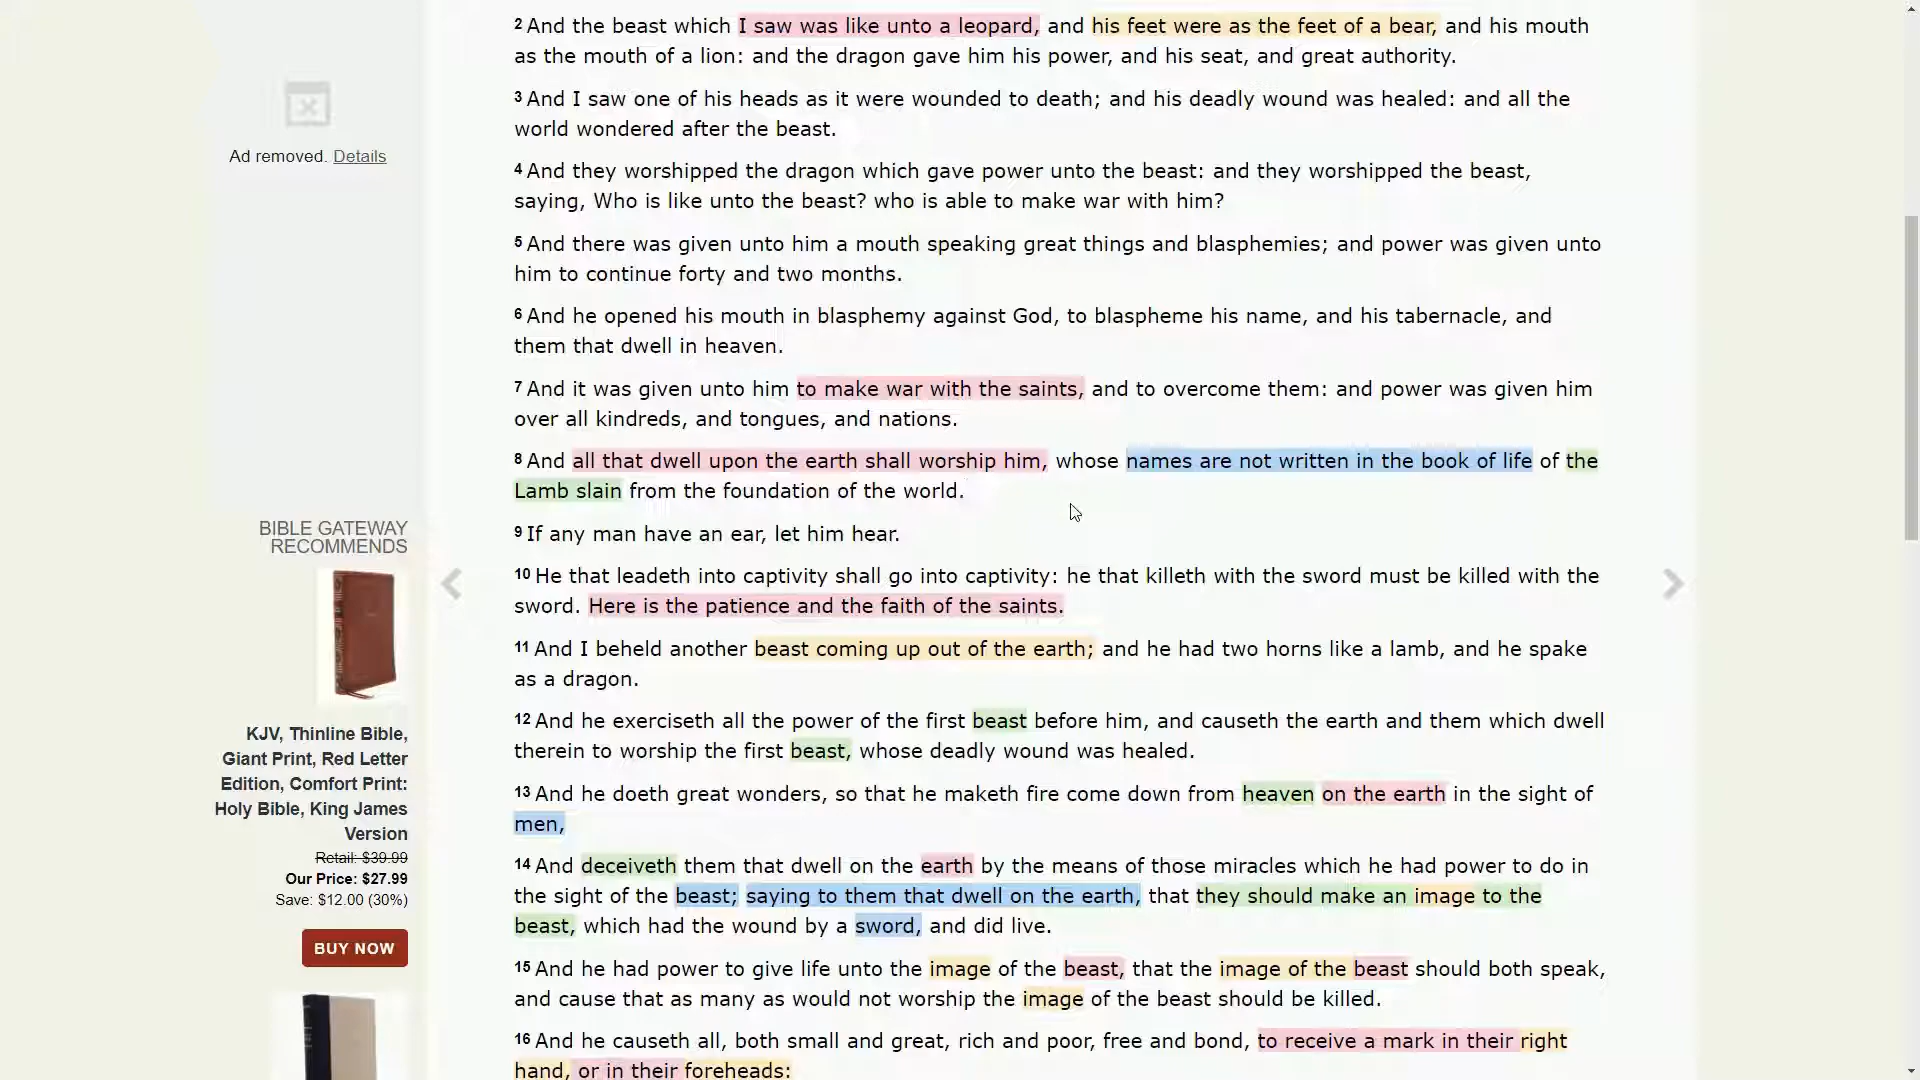 2 And the beast which I saw was like unto a leopard, and his feet were as the feet of a bear, and his mouth
as the mouth of a lion: and the dragon gave him his power, and his seat, and great authority.
3 And I saw one of his heads as it were wounded to death; and his deadly wound was healed: and all the
world wondered after the beast.
4 And they worshipped the dragon which gave power unto the beast: and they worshipped the beast,
saying, Who is like unto the beast? who is able to make war with him?
5 And there was given unto him a mouth speaking great things and blasphemies; and power was given unto
him to continue forty and two months.
6 And he opened his mouth in blasphemy against God, to blaspheme his name, and his tabernacle, and
them that dwell in heaven.
7 And it was given unto him to make war with the saints, and to overcome them: and power was given him
over all kindreds, and tongues, and nations.
8 And all that dwell upon the earth shall worship him, whose names are not written in the book of life of the
Lamb slain from the foundation of the world.
9 If any man have an ear, let him hear.
10 He that leadeth into captivity shall go into captivity: he that killeth with the sword must be killed with the
sword. Here is the patience and the faith of the saints.
11 And I beheld another beast coming up out of the earth; and he had two horns like a lamb, and he spake
as a dragon.
12 And he exerciseth all the power of the first beast before him, and causeth the earth and them which dwell
therein to worship the first beast, whose deadly wound was healed.
13 And he doeth great wonders, so that he maketh fire come down from heaven on the earth in the sight of
men,
14 And deceiveth them that dwell on the earth by the means of those miracles which he had power to do in
the sight of the beast; saying to them that dwell on the earth, that they should make an image to the
beast, which had the wound by a sword, and did live.
15 And he had power to give life unto the image of the beast, that the image of the beast should both speak,
and cause that as many as would not worship the image of the beast should be killed.
16 And he causeth all, both small and great, rich and poor, free and bond, to receive a mark in their right
hand, or in their foreheads:
Ad removed. Details
BIBLE GATEWAY
RECOMMENDS
KJV, Thinline Bible,
Giant Print, Red Letter
Edition, Comfort Print:
Holy Bible, King James
Version
Retail: $39.99
Our Price: $27.99
Save: $12.00 (30%)
BUY NOW